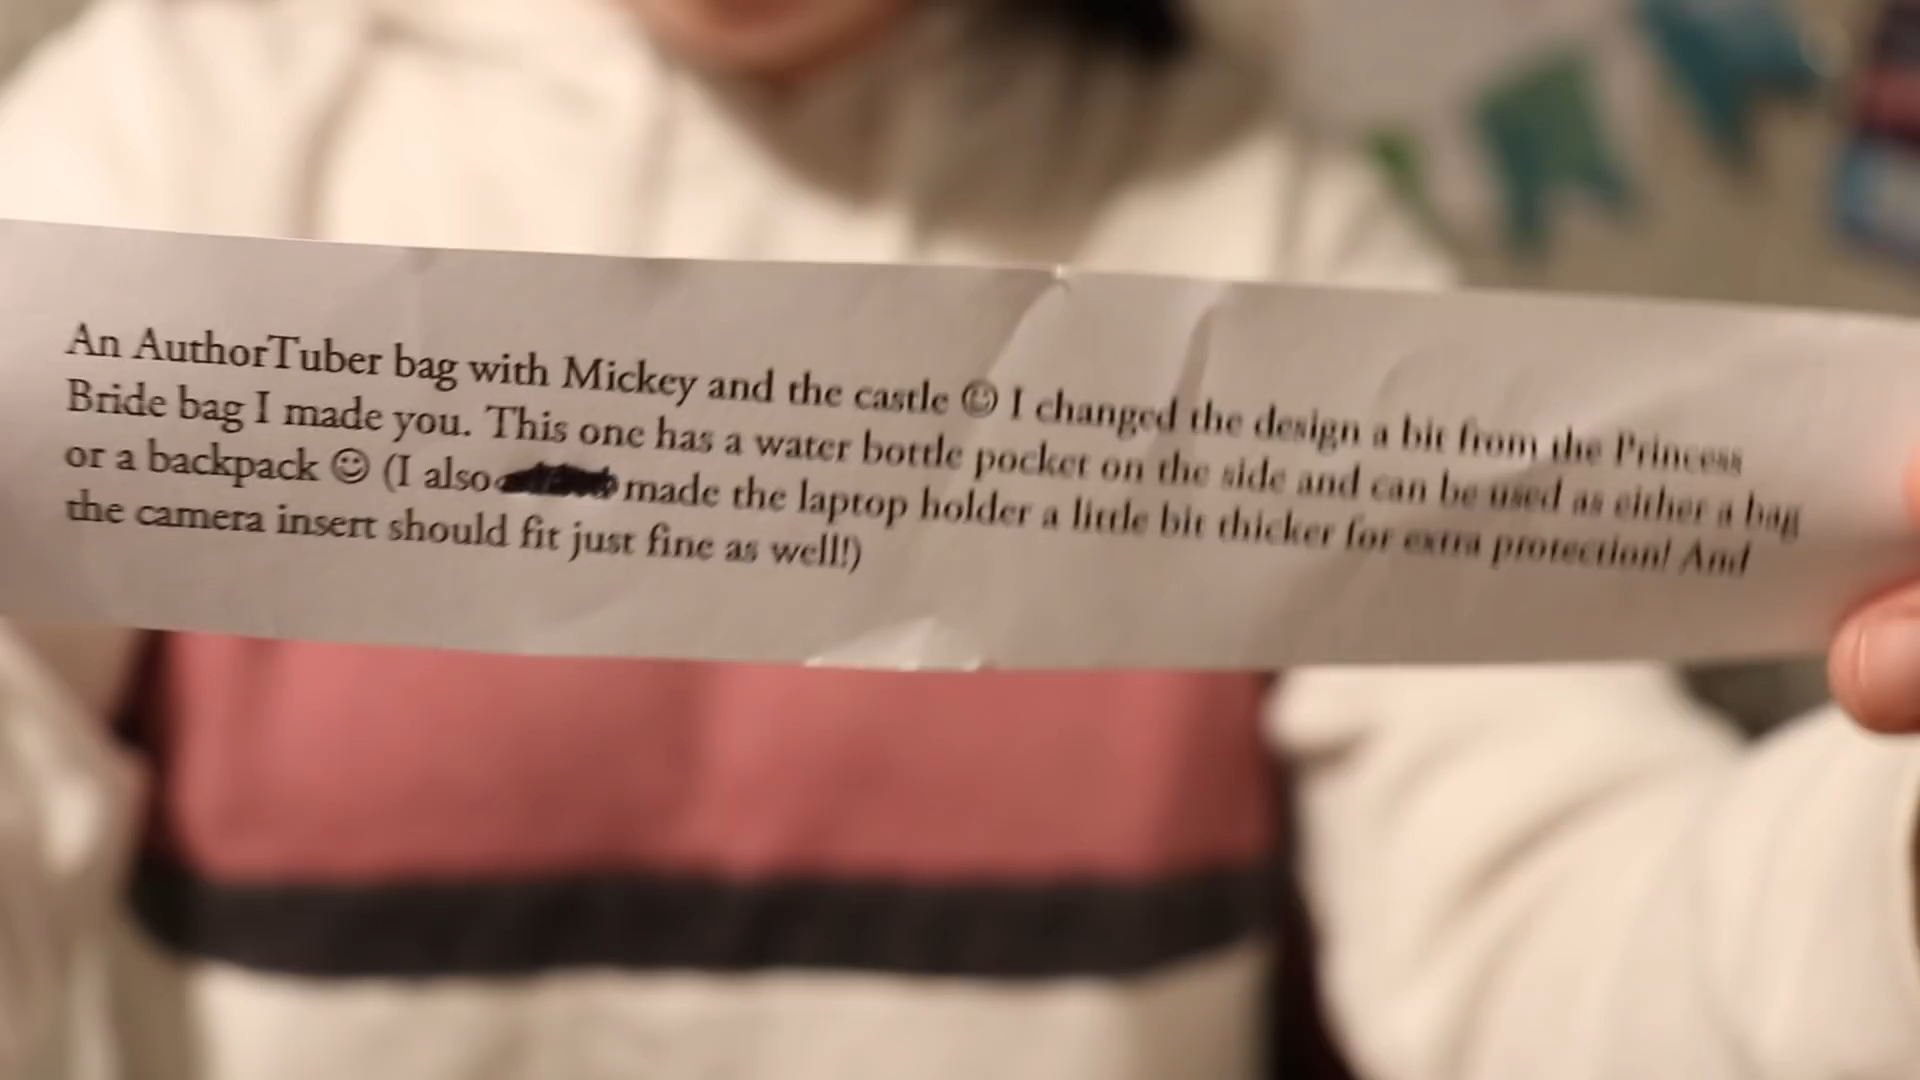 An AuthorTuber bag with Mickey and the castle ☺ I changed the design a bit from the Princess
Bride bag I made you. This one has a water bottle pocket on the side and can be used as either a bag
or a backpack ☺ (I also made the laptop holder a little bit thicker for extra protection! And
the camera insert should fit just fine as well!)